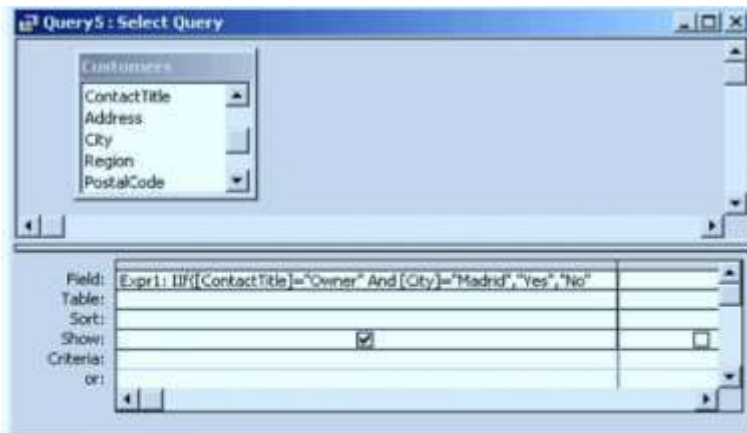 Query5 : Select Query
Customers
ContactTitle
Address
City
Region
PostalCode
Field: Expr1: IIf([ContactTitle]="Owner" And [City]="Madrid","Yes","No"
Table:
Sort:
Show:
Criteria:
or: